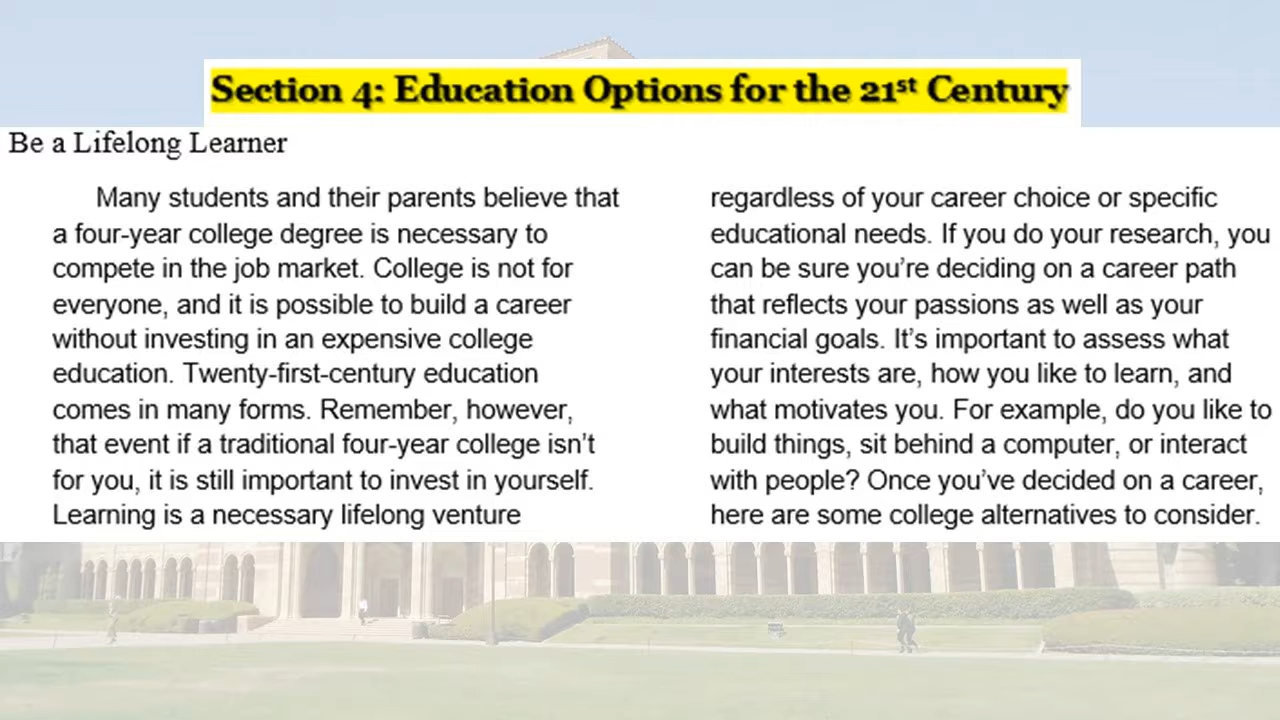 Section 4: Education Options for the 21st Century
Be a Lifelong Learner
Many students and their parents believe that
a four-year college degree is necessary to
compete in the job market. College is not for
everyone, and it is possible to build a career
without investing in an expensive college
education. Twenty-first-century education
comes in many forms. Remember, however,
that event if a traditional four-year college isn't
for you, it is still important to invest in yourself.
Learning is a necessary lifelong venture
regardless of your career choice or specific
educational needs. If you do your research, you
can be sure you're deciding on a career path
that reflects your passions as well as your
financial goals. It's important to assess what
your interests are, how you like to learn, and
what motivates you. For example, do you like to
build things, sit behind a computer, or interact
with people? Once you've decided on a career,
here are some college alternatives to consider.